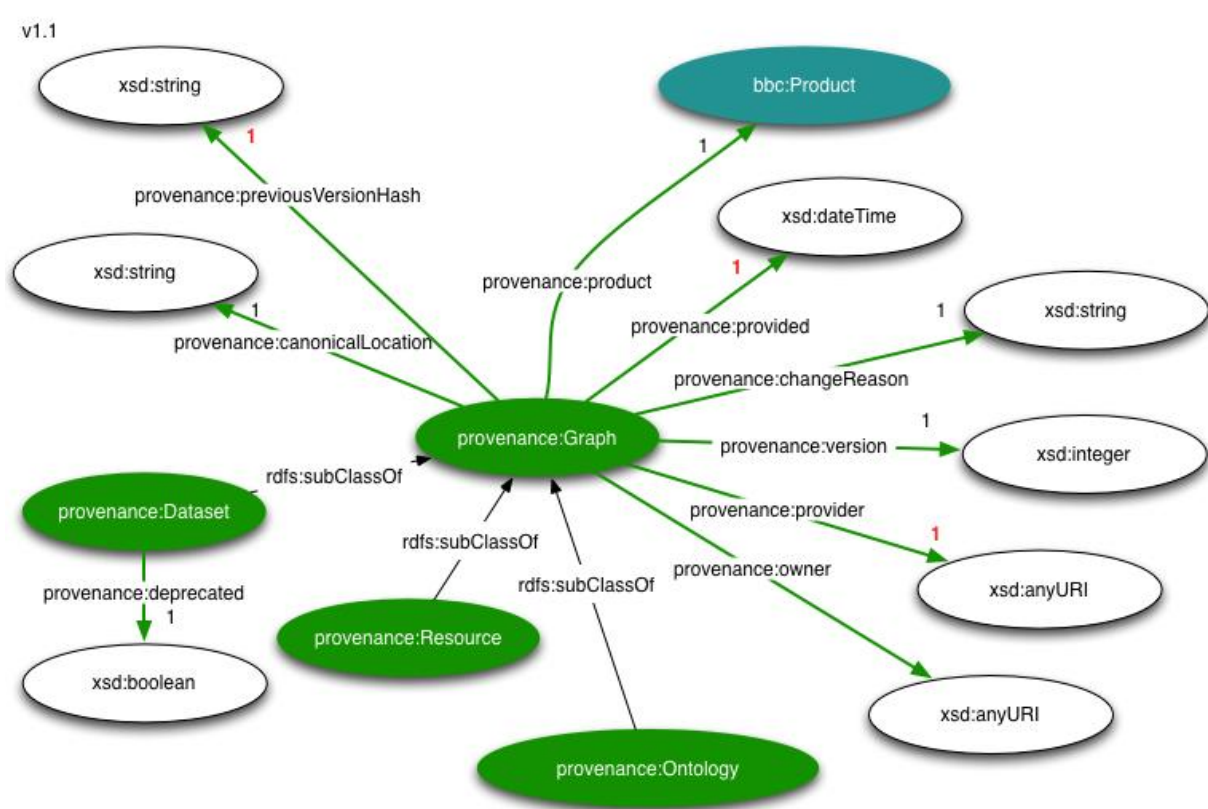 v1.1
xsd:string
bbc:Product
1
1
provenance:previousVersionHash
xsd:dateTime
xsd:string
1
provenance:product
1
xsd:string
1
provenance:provided
provenance:canonicalLocation
provenance:changeReason
1
provenance:Graph
provenance:version
xsd:integer
rdfs:subClassOf
provenance:Dataset
provenance:provider
1
rdfs:subClassOf
provenance:owner
rdfs:subClassOf
provenance:deprecated
xsd:anyURI
1
provenance:Resource
xsd:boolean
xsd:anyURI
provenance:Ontology